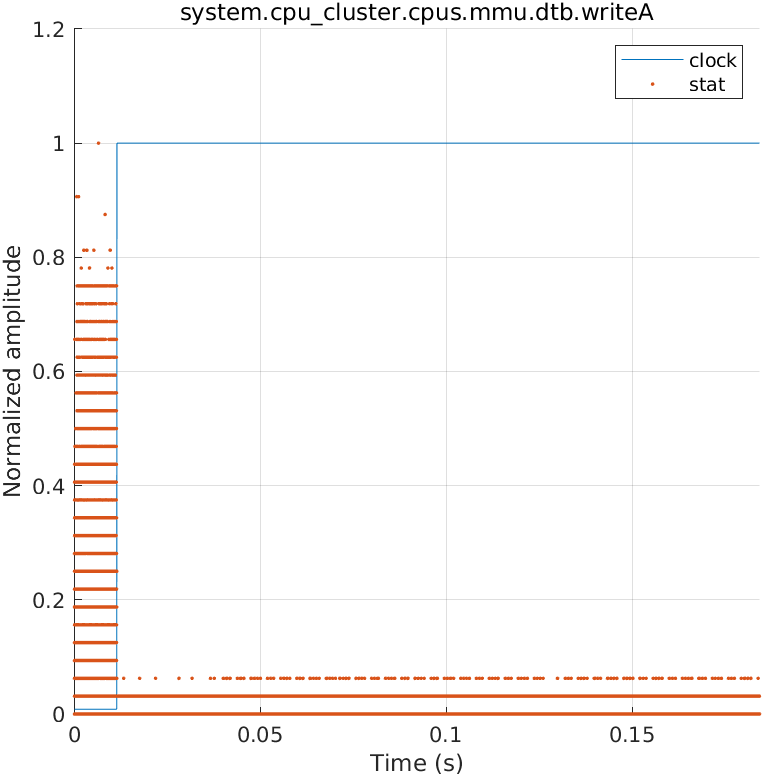 system.cpu_cluster.cpus.mmu.dtb.writeA
1.2
clock
stat
1
0.8
Normalized amplitude
0.6
0.4
0.2
0
0
0.05
0.1
0.15
Time (s)